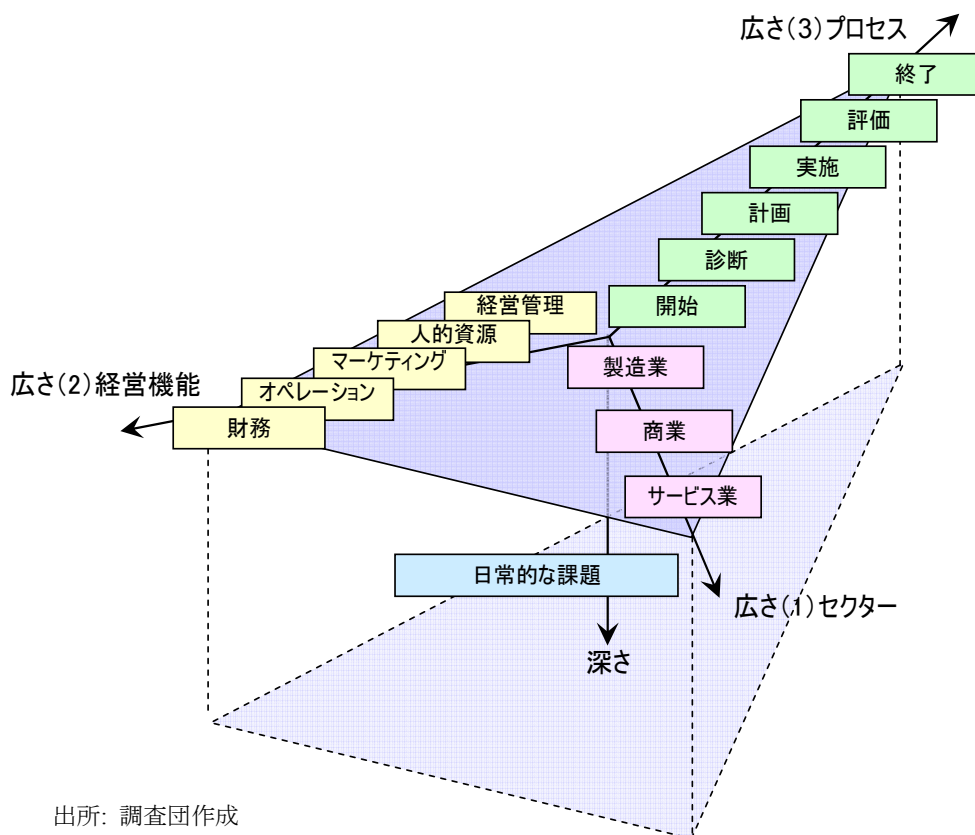 広さ(3)プロセス
終了
評価
実施
計画
診断
開始
経営管理
人的資源
マーケティング
オペレーション
財務
広さ(2)経営機能
製造業
商業
サービス業
広さ(1)セクター
日常的な課題
深さ
出所: 調査団作成